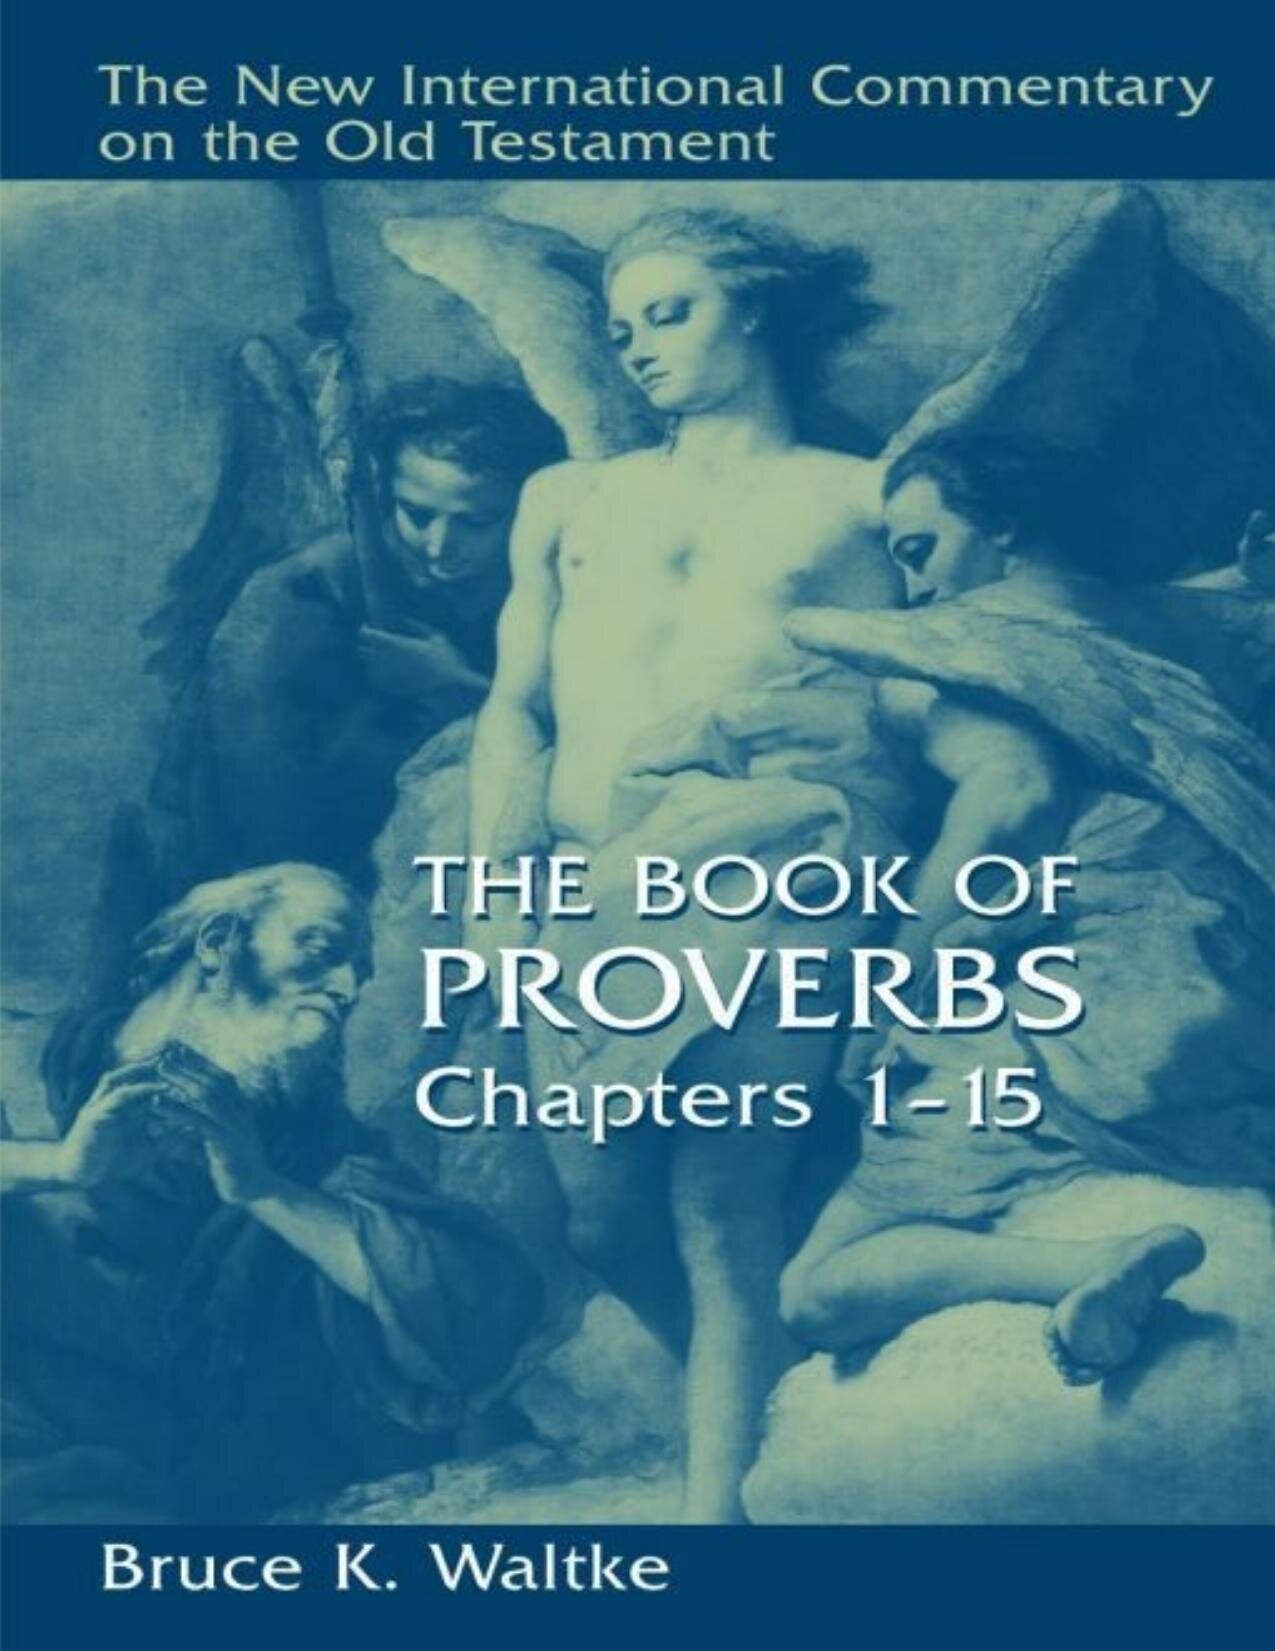 The New International Commentary
on the Old Testament
THE BOOK OF
PROVERBS
Chapters 1–15
Bruce K. Waltke